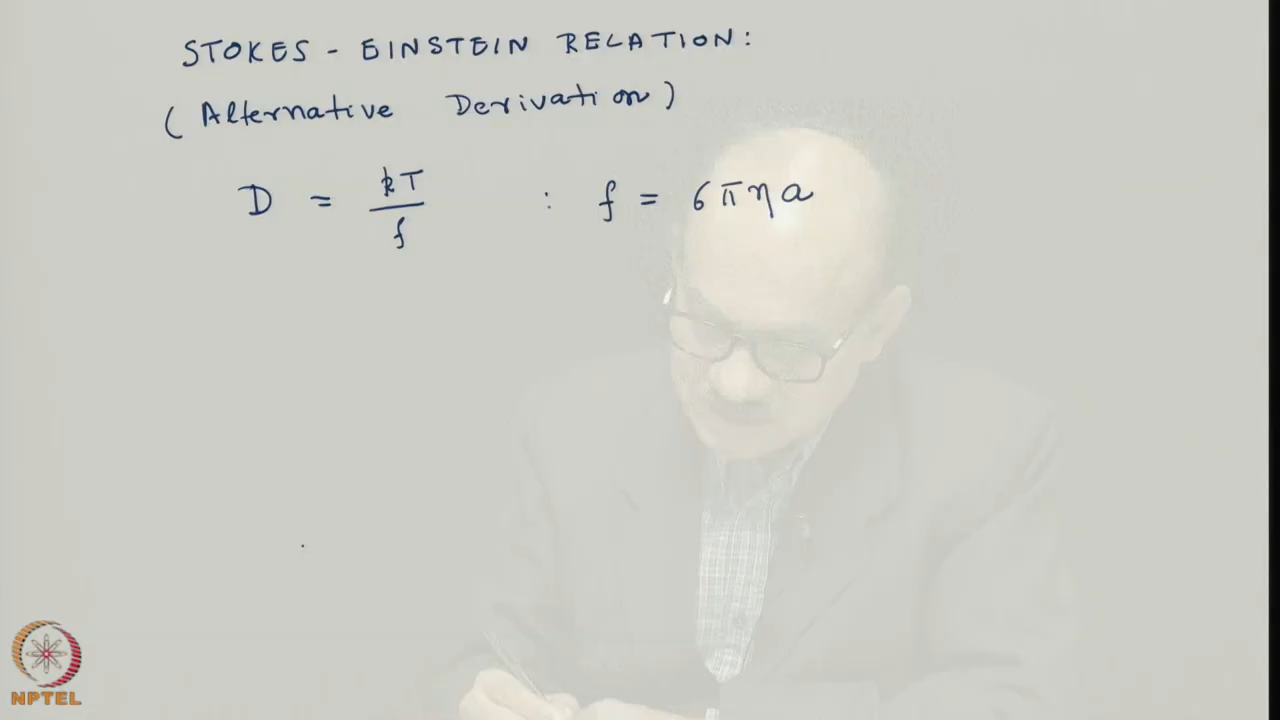 STOKES - EINSTEIN RELATION:
(Alternative Derivation)
D = kT / f : f = 6πηa
NPTEL